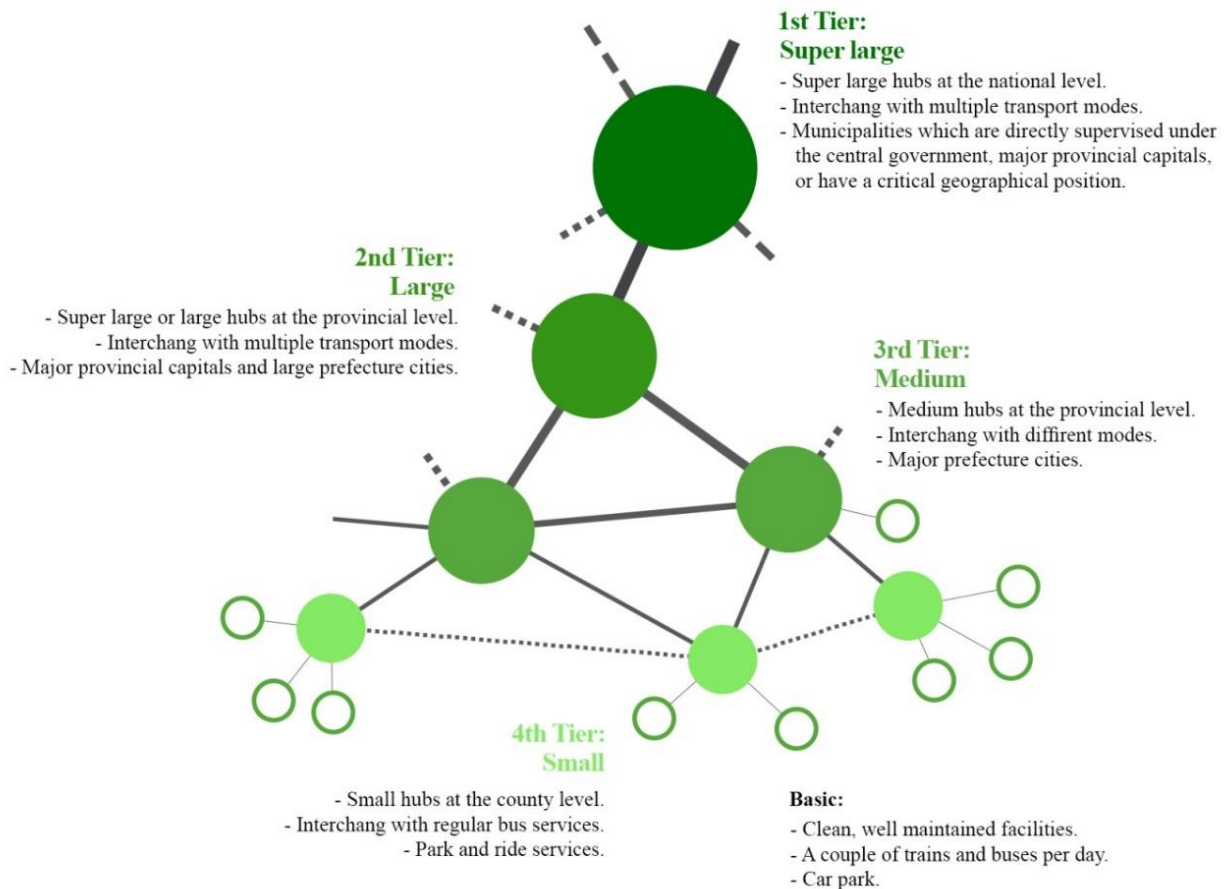 1st Tier:
Super large
- Super large hubs at the national level.
- Interchang with multiple transport modes.
- Municipalities which are directly supervised under
the central government, major provincial capitals,
or have a critical geographical position.
2nd Tier:
Large
- Super large or large hubs at the provincial level.
- Interchang with multiple transport modes.
- Major provincial capitals and large prefecture cities.
3rd Tier:
Medium
- Medium hubs at the provincial level.
- Interchang with diffirent modes.
- Major prefecture cities.
4th Tier:
Small
- Small hubs at the county level.
- Interchang with regular bus services.
- Park and ride services.
Basic:
- Clean, well maintained facilities.
- A couple of trains and buses per day.
- Car park.